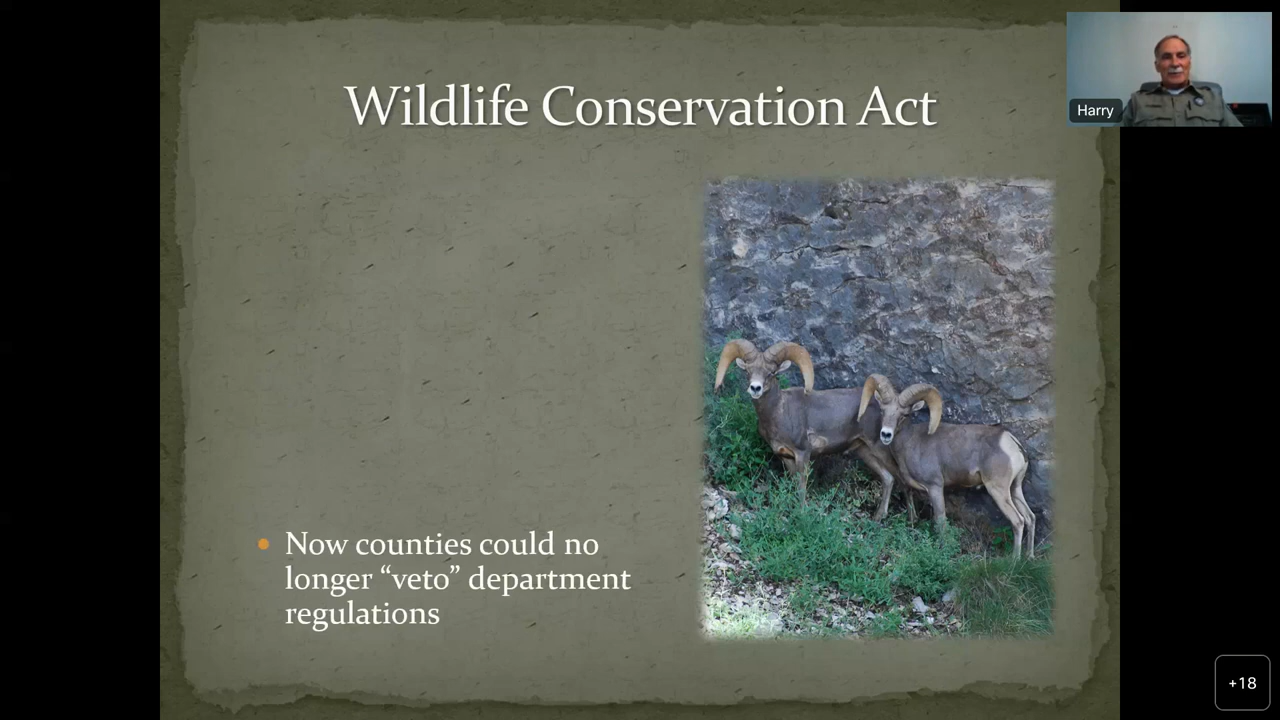 Wildlife Conservation Act
Harry
• Now counties could no
longer “veto” department
regulations
+18